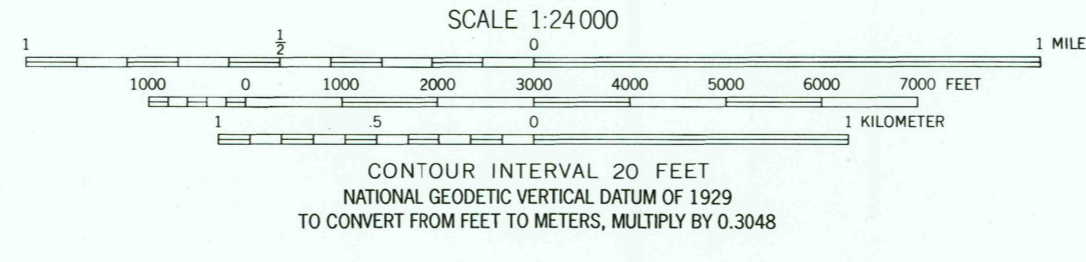 SCALE 1:24 000
1 ½ 0 1 MILE
1000 0 1000 2000 3000 4000 5000 6000 7000 FEET
1 .5 0 1 KILOMETER
CONTOUR INTERVAL 20 FEET
NATIONAL GEODETIC VERTICAL DATUM OF 1929
TO CONVERT FROM FEET TO METERS, MULTIPLY BY 0.3048